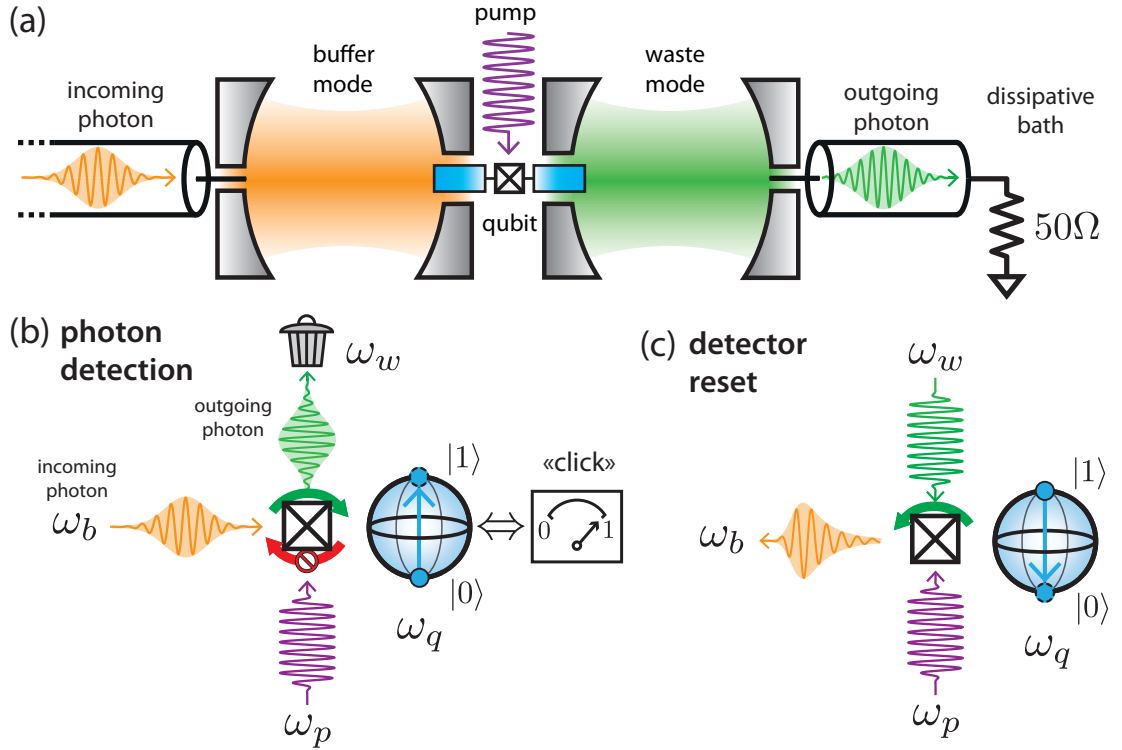 (a)
pump
buffer
mode
waste
mode
incoming
photon
outgoing
photon
dissipative
bath
qubit
50Ω
(b) photon
detection
ω_w
outgoing
photon
incoming
photon
ω_b
|1⟩
|0⟩
ω_q
«click»
0 1
ω_p
(c) detector
reset
ω_w
ω_b
|1⟩
|0⟩
ω_q
ω_p